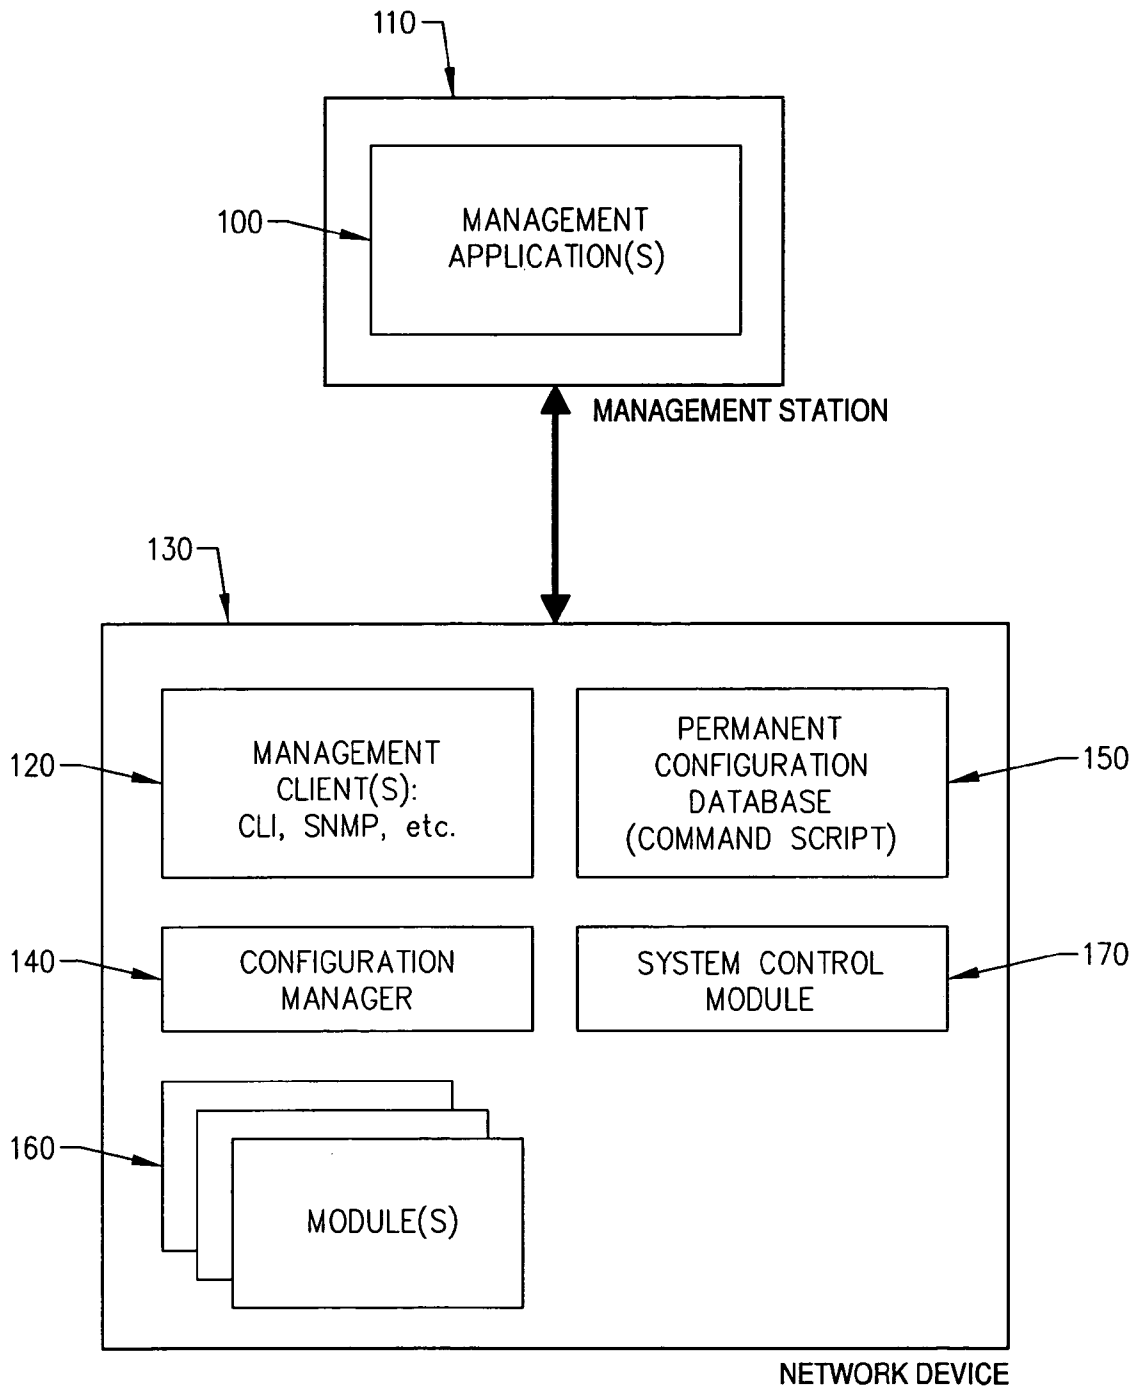 110
100
MANAGEMENT
APPLICATION(S)
MANAGEMENT STATION
130
120
MANAGEMENT
CLIENT(S):
CLI, SNMP, etc.
PERMANENT
CONFIGURATION
DATABASE
(COMMAND SCRIPT)
150
140
CONFIGURATION
MANAGER
SYSTEM CONTROL
MODULE
170
160
MODULE(S)
NETWORK DEVICE